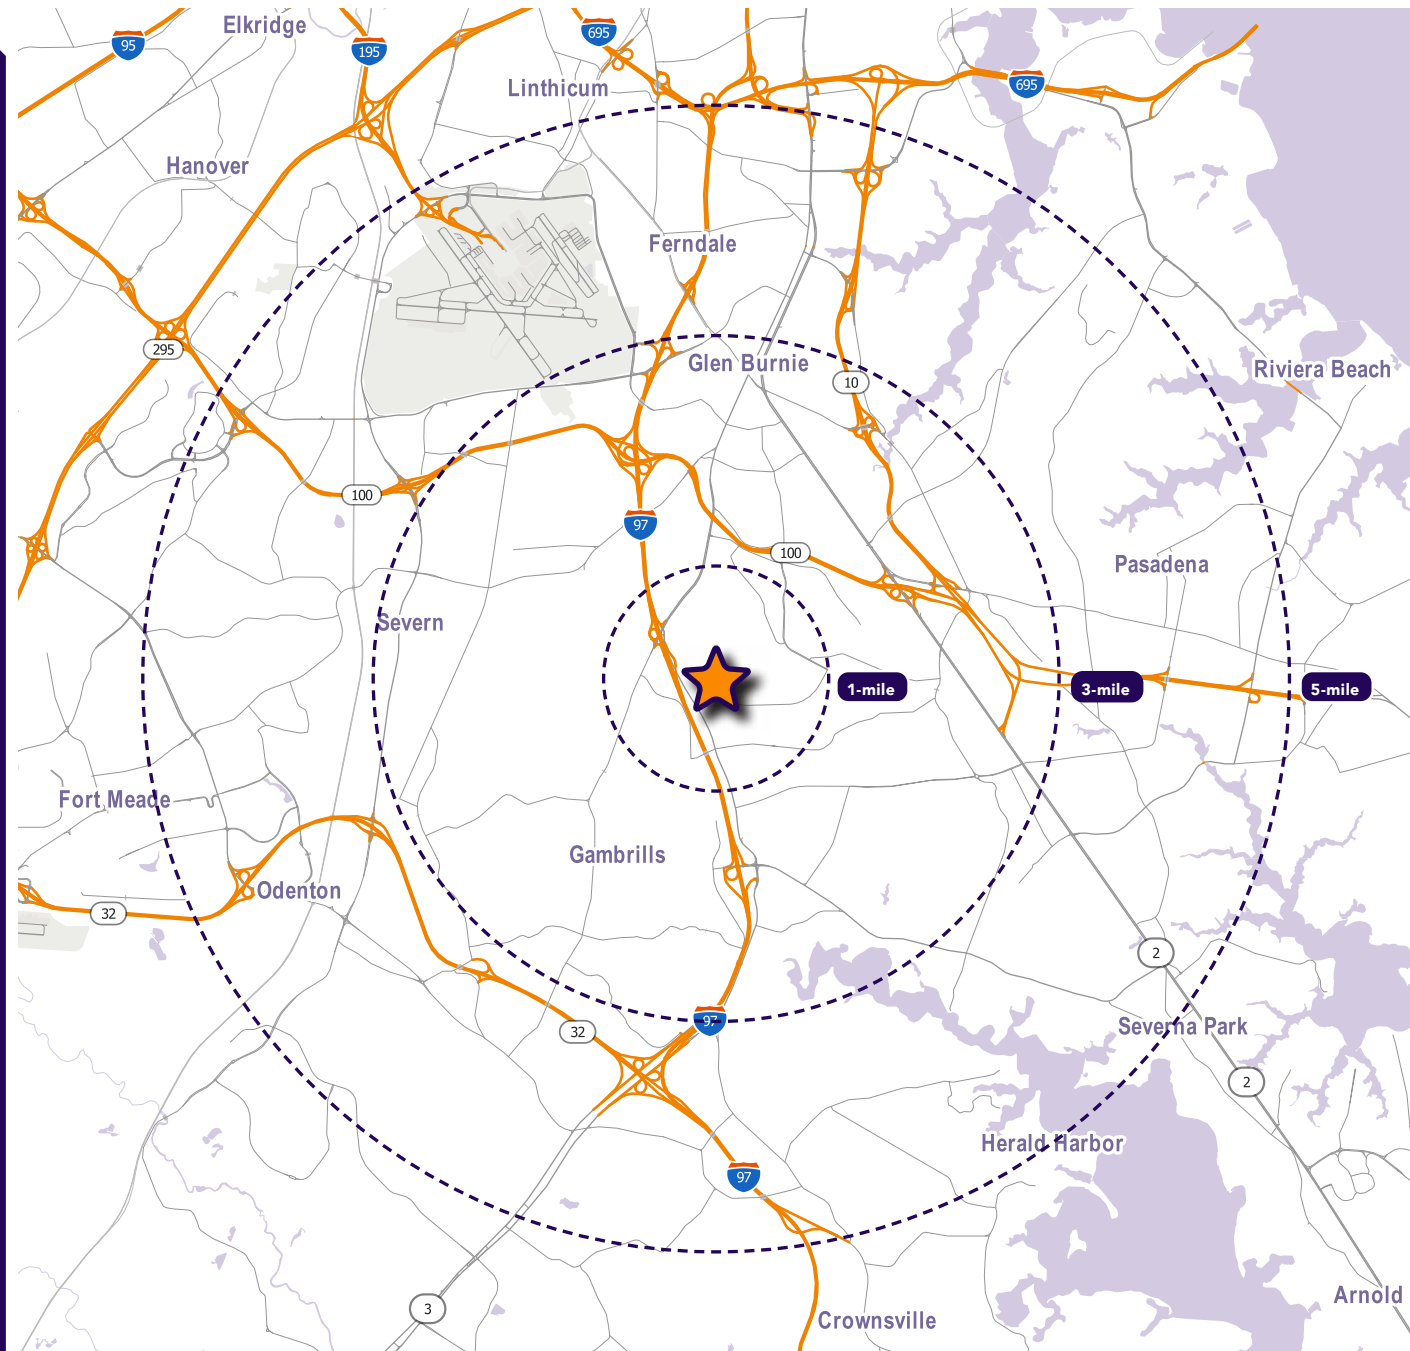 Elkridge
95
195
695
Linthicum
695
Hanover
Ferndale
295
Glen Burnie
10
Riviera Beach
100
97
100
Pasadena
Severn
1-mile
3-mile
5-mile
Fort Meade
Gambrills
Odenton
32
2
97
32
Severna Park
2
Herald Harbor
97
3
Arnold
Crownsville